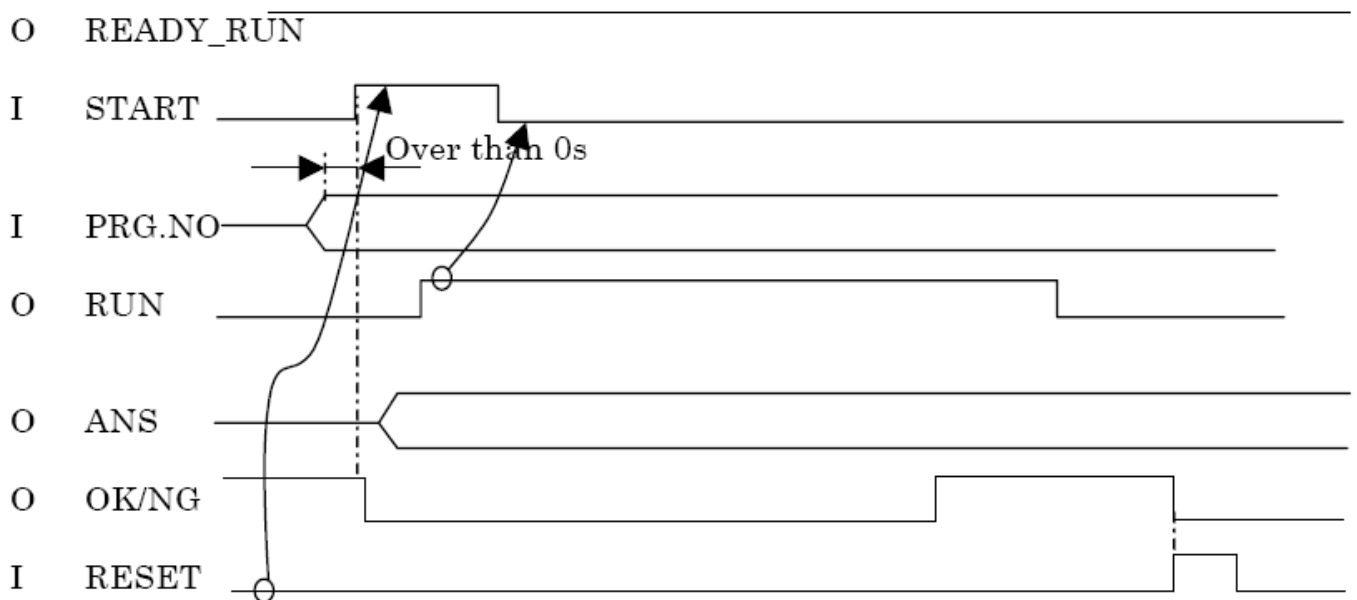 O READY_RUN
I START
Over than 0s
I PRG.NO
O RUN
O ANS
O OK/NG
I RESET